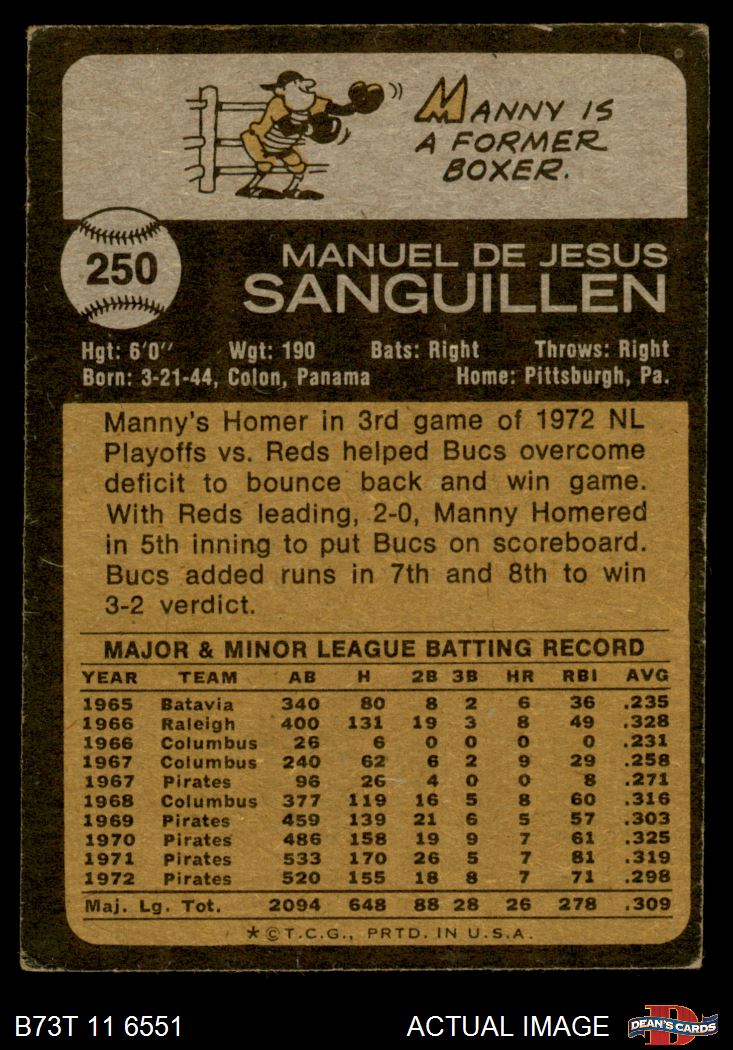 MANNY IS
A FORMER
BOXER.
250
MANUEL DE JESUS
SANGUILLEN
Hgt: 6'0" Wgt: 190 Bats: Right Throws: Right
Born: 3-21-44, Colon, Panama Home: Pittsburgh, Pa.
Manny's Homer in 3rd game of 1972 NL
Playoffs vs. Reds helped Bucs overcome
deficit to bounce back and win game.
With Reds leading, 2-0, Manny Homered
in 5th inning to put Bucs on scoreboard.
Bucs added runs in 7th and 8th to win
3-2 verdict.
MAJOR & MINOR LEAGUE BATTING RECORD
YEAR TEAM AB H 2B 3B HR RBI AVG
1965 Batavia 340 80 8 2 6 36 .235
1966 Raleigh 400 131 19 3 8 49 .328
1966 Columbus 26 6 0 0 0 0 .231
1967 Columbus 240 62 6 2 9 29 .258
1967 Pirates 96 26 4 0 0 8 .271
1968 Columbus 377 119 16 5 8 60 .316
1969 Pirates 459 139 21 6 5 57 .303
1970 Pirates 486 158 19 9 7 61 .325
1971 Pirates 533 170 26 5 7 81 .319
1972 Pirates 520 155 18 8 7 71 .298
Maj. Lg. Tot. 2094 648 88 28 26 278 .309
*©T.C.G., PRTD. IN U.S.A.
B73T 11 6551 ACTUAL IMAGE
D
DEAN'S CARDS